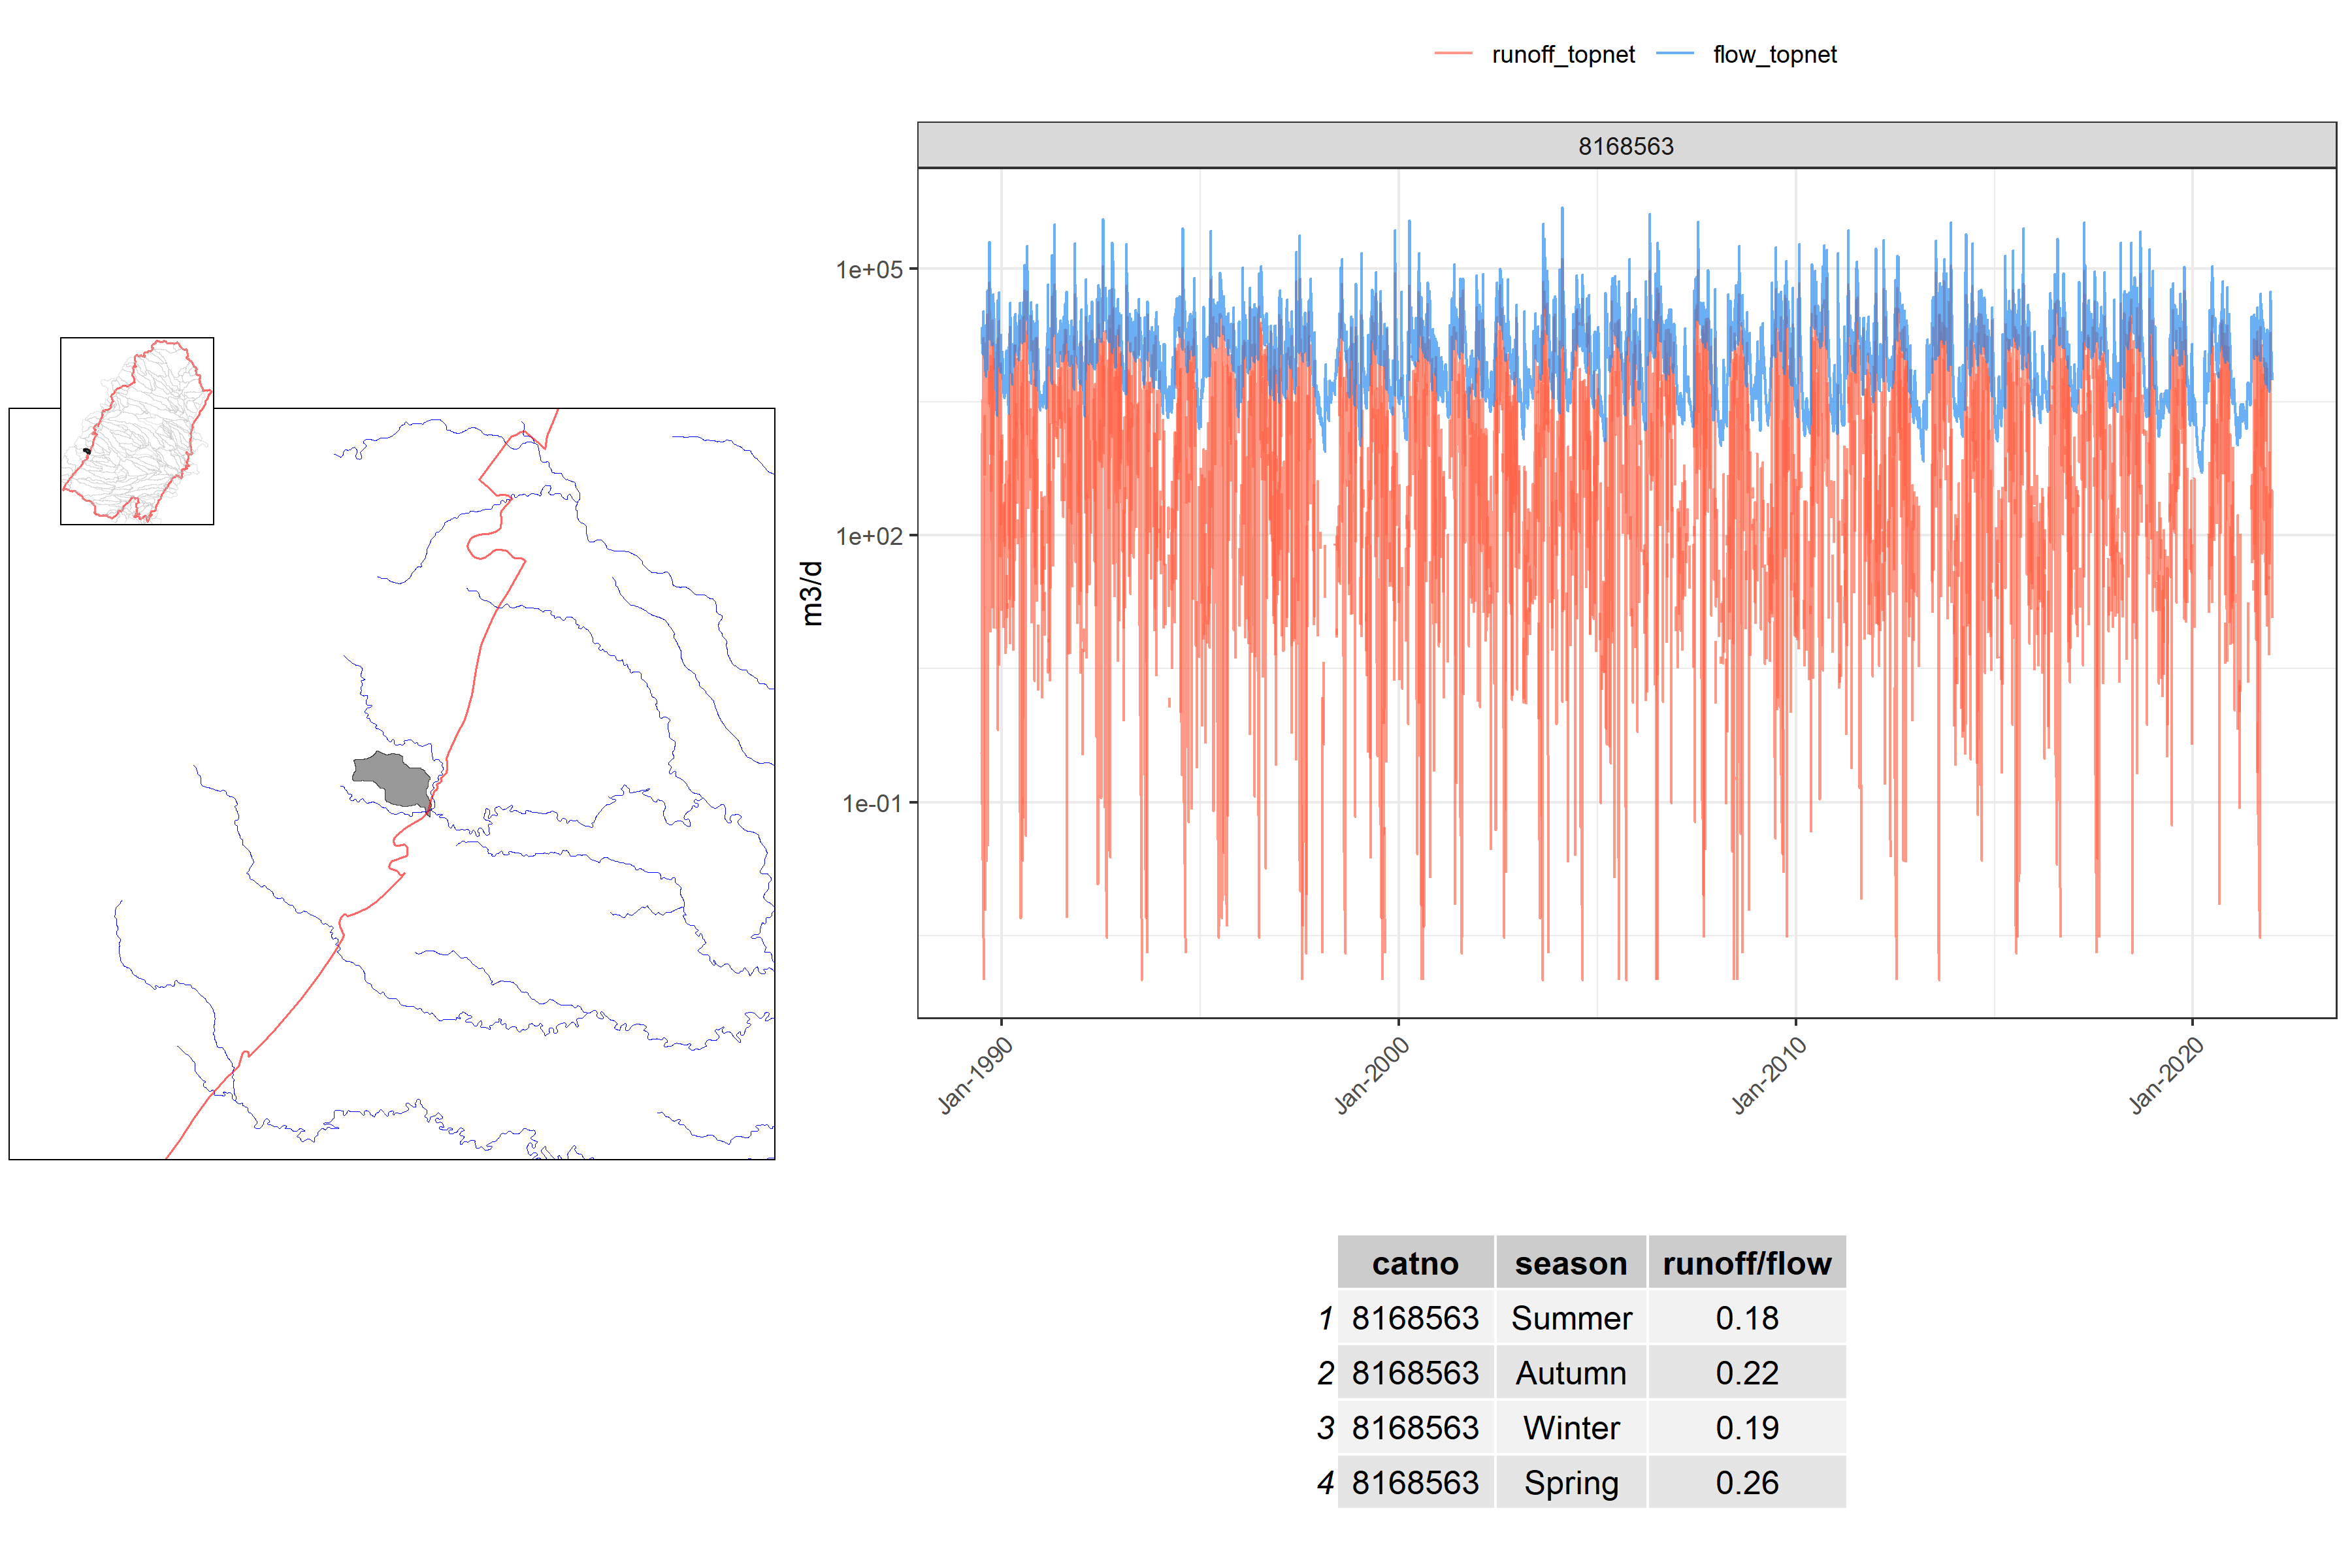 runoff_topnet flow_topnet
8168563
m3/d
1e+05
1e+02
1e-01
Jan-1990 Jan-2000 Jan-2010 Jan-2020
catno season runoff/flow
1 8168563 Summer 0.18
2 8168563 Autumn 0.22
3 8168563 Winter 0.19
4 8168563 Spring 0.26